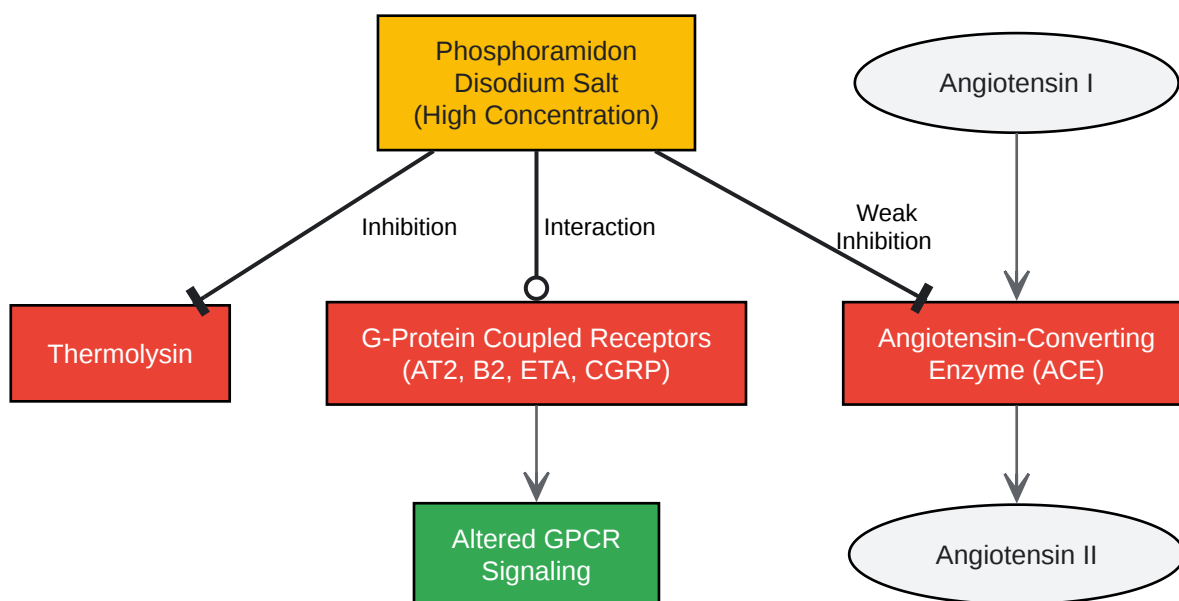 Phosphoramidon
Disodium Salt
(High Concentration)
Angiotensin I
Inhibition
Interaction
Weak
Inhibition
Thermolysin
G-Protein Coupled Receptors
(AT2, B2, ETA, CGRP)
Angiotensin-Converting
Enzyme (ACE)
Altered GPCR
Signaling
Angiotensin II